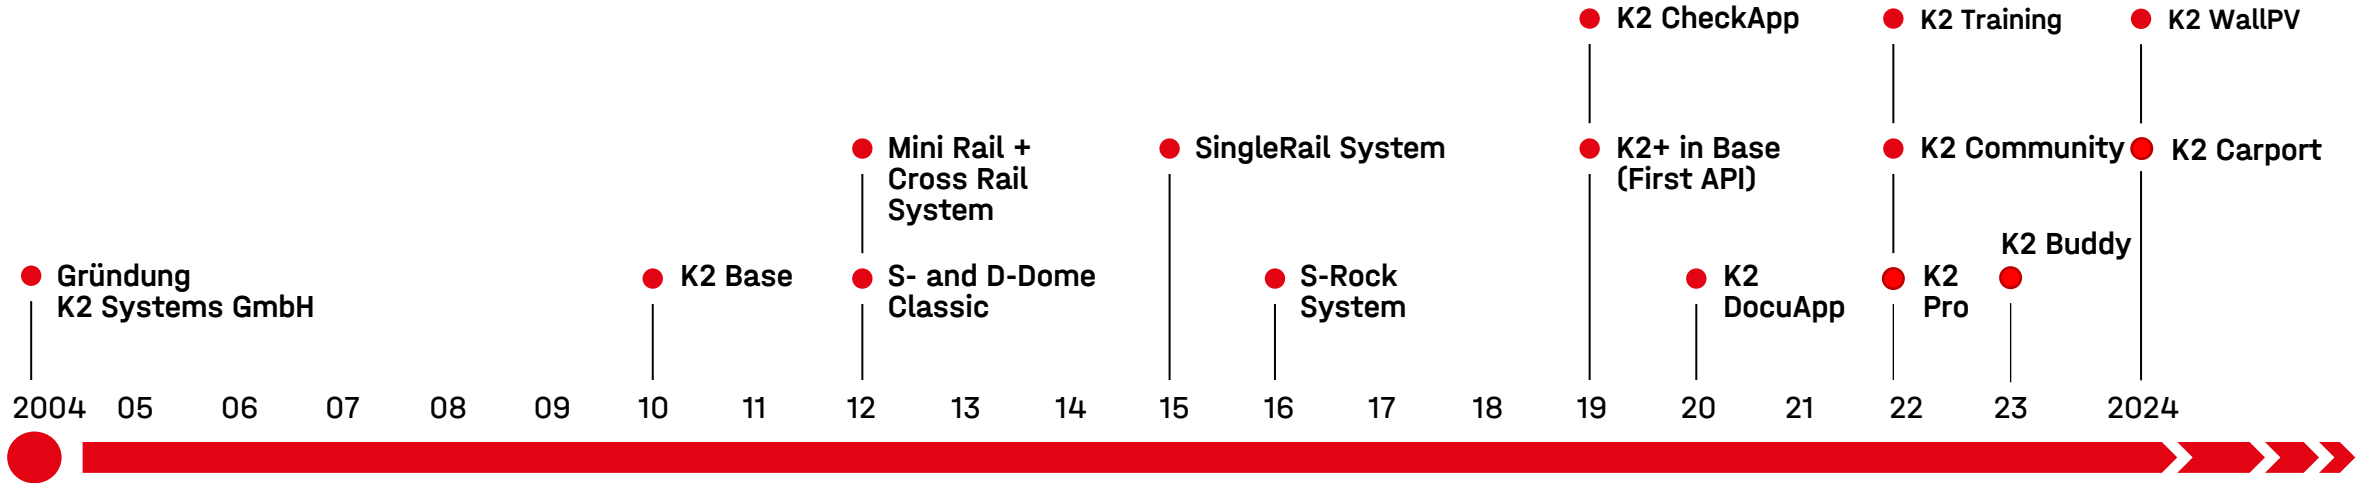 K2 CheckApp
K2 Training
K2 WallPV
Mini Rail +
Cross Rail
System
SingleRail System
K2+ in Base
(First API)
K2 Community
K2 Carport
Gründung
K2 Systems GmbH
K2 Base
S- and D-Dome
Classic
S-Rock
System
K2
DocuApp
K2
Pro
K2 Buddy
2004 05 06 07 08 09 10 11 12 13 14 15 16 17 18 19 20 21 22 23 2024